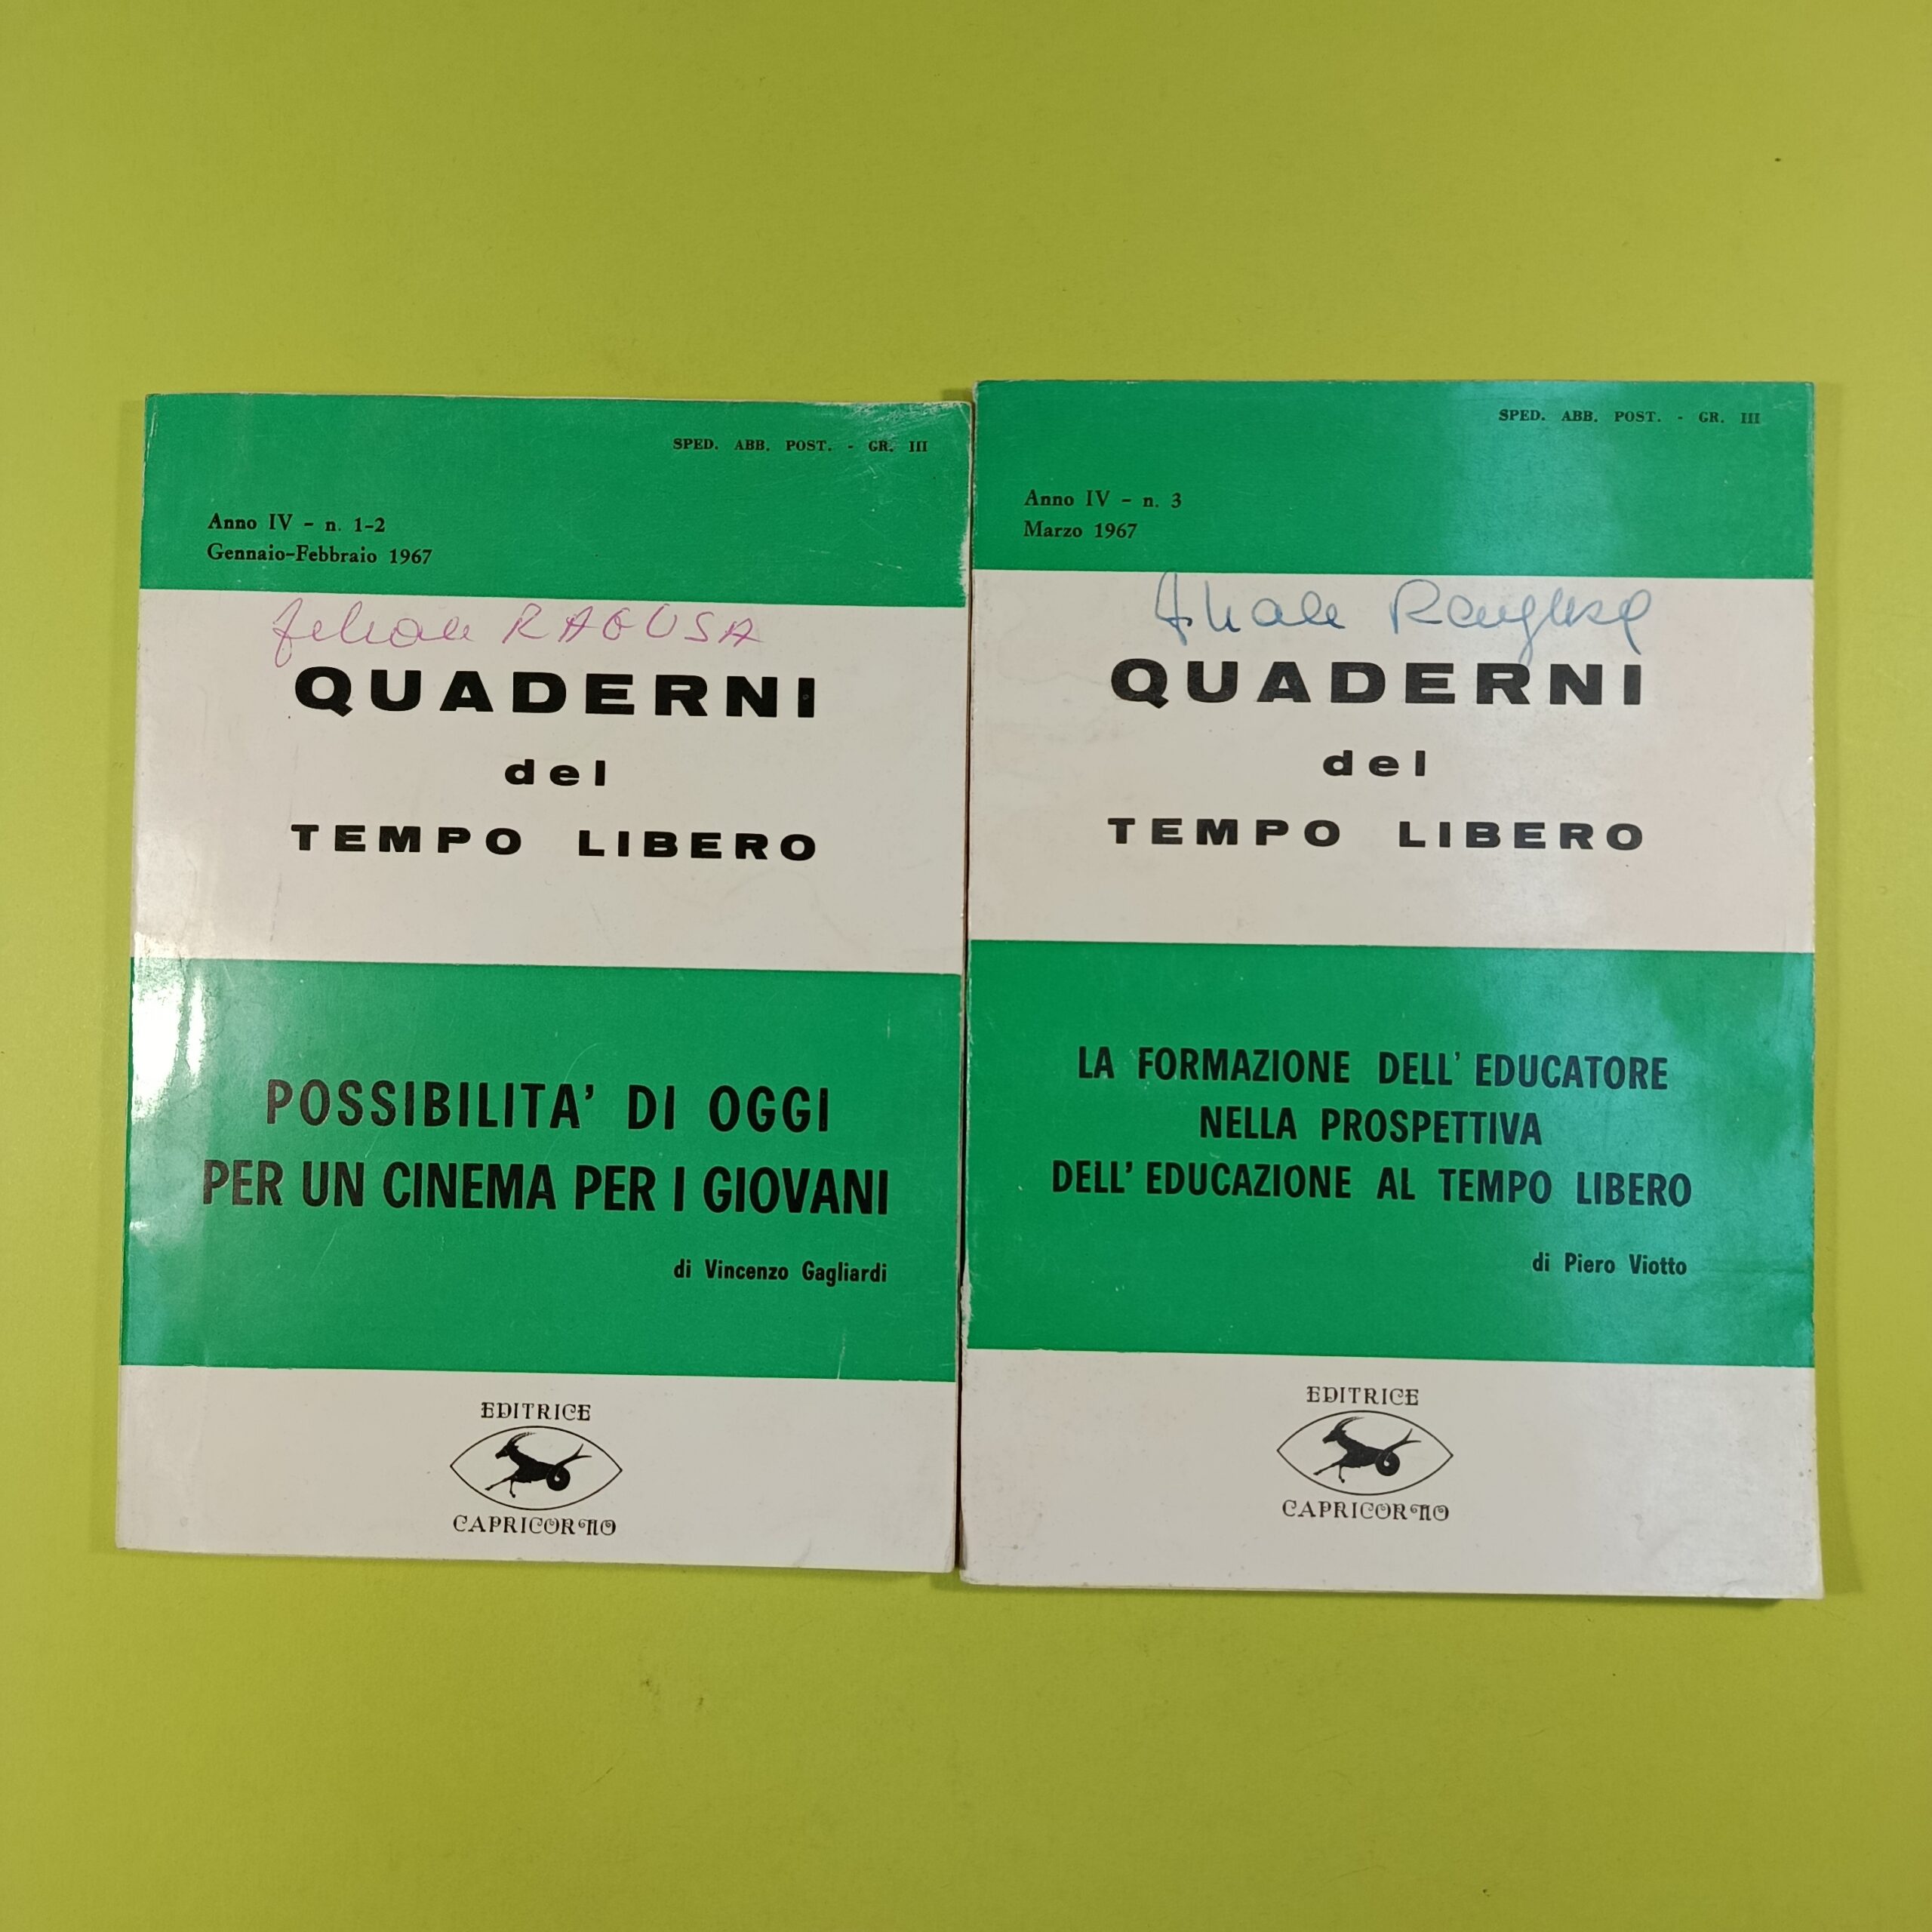 SPED. ABB. POST. - GR. III
Anno IV - n. 1-2
Gennaio-Febbraio 1967
RAGUSA
QUADERNI
del
TEMPO LIBERO
POSSIBILITA' DI OGGI
PER UN CINEMA PER I GIOVANI
di Vincenzo Gagliardi
EDITRICE
CAPRICORNO
SPED. ABB. POST. - GR. III
Anno IV - n. 3
Marzo 1967
QUADERNI
del
TEMPO LIBERO
LA FORMAZIONE DELL' EDUCATORE
NELLA PROSPETTIVA
DELL' EDUCAZIONE AL TEMPO LIBERO
di Piero Viotto
EDITRICE
CAPRICORNO